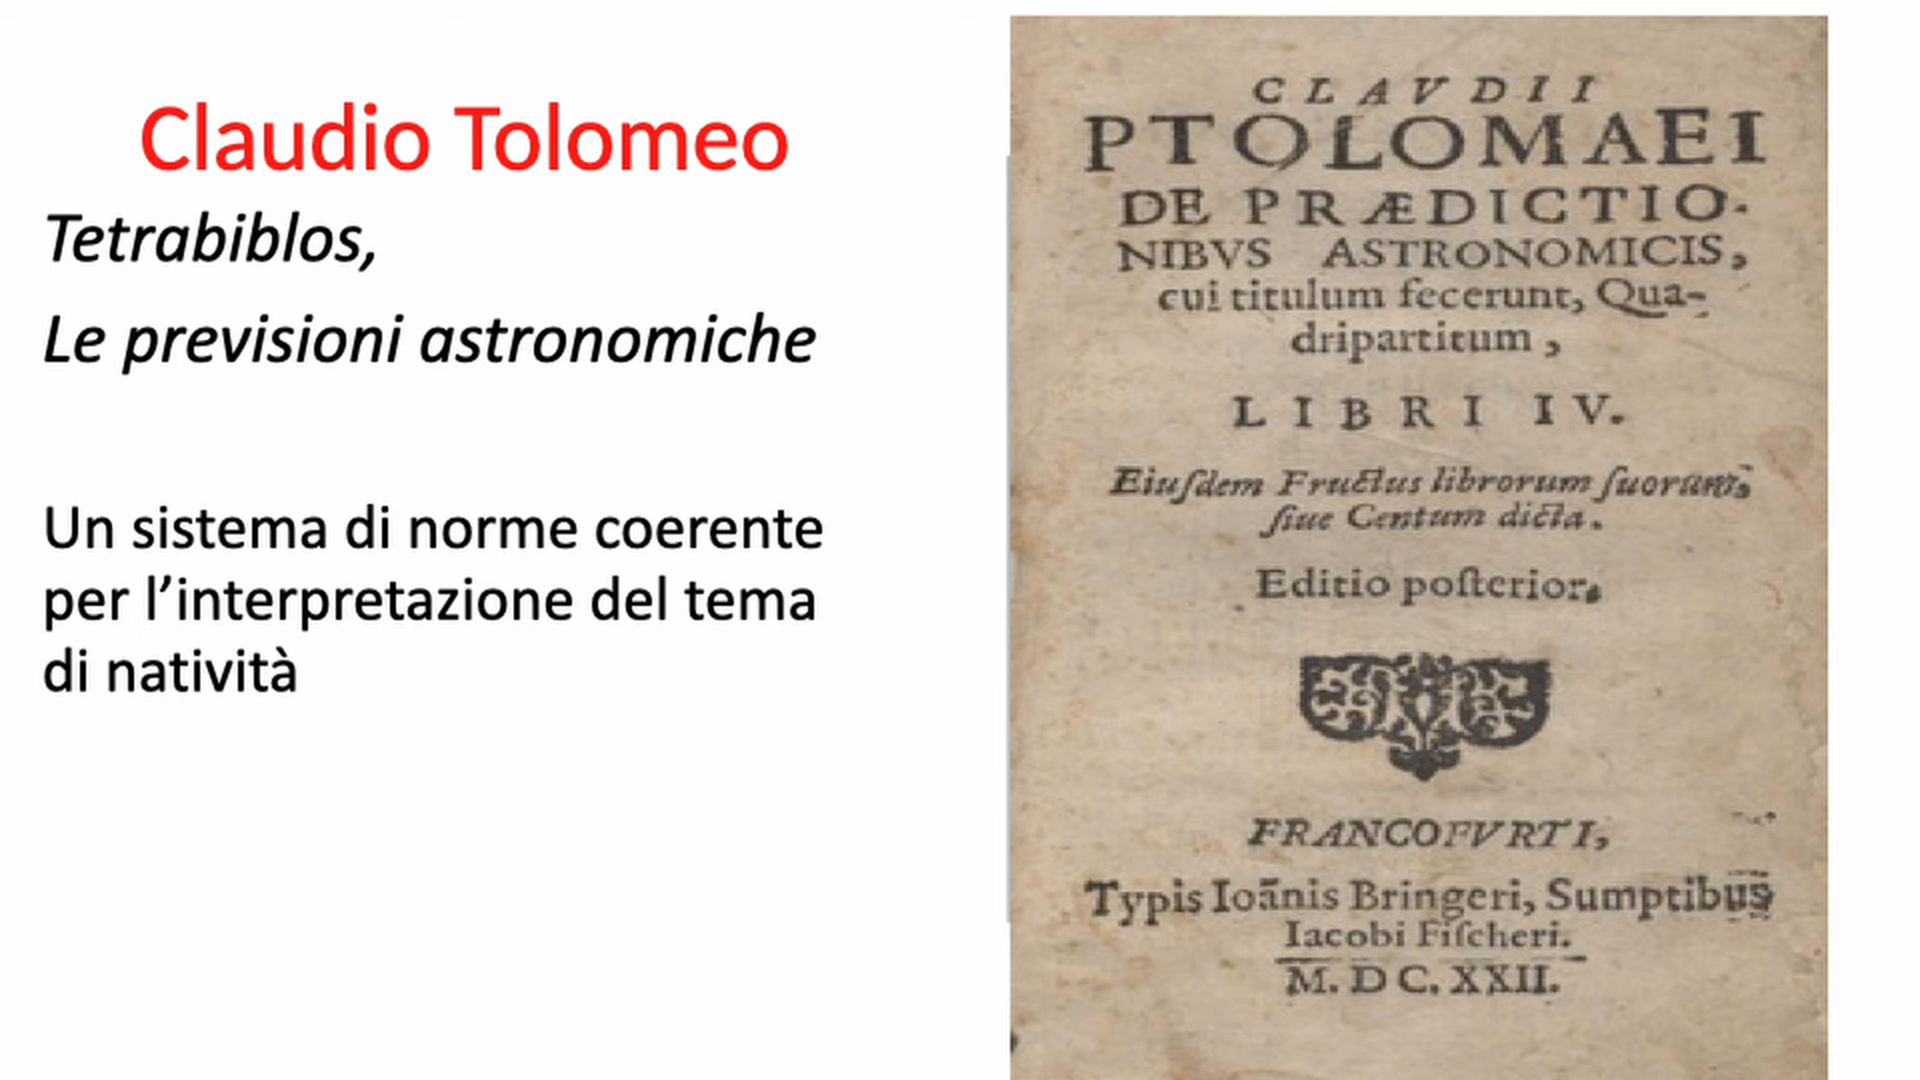 Claudio Tolomeo
Tetrabiblos,
Le previsioni astronomiche
Un sistema di norme coerente
per l’interpretazione del tema
di natività
CLAVDII
PTOLOMAEI
DE PRÆDICTIO-
NIBVS ASTRONOMICIS,
cui titulum fecerunt, Qua-
dripartitum,
LIBRI IV.
Eiuſdem Fructus librorum ſuorum,
ſiue Centum dicta.
Editio poſterior.
FRANCOFVRTI,
Typis Ioānis Bringeri, Sumptibus
Iacobi Fiſcheri.
M. DC. XXII.